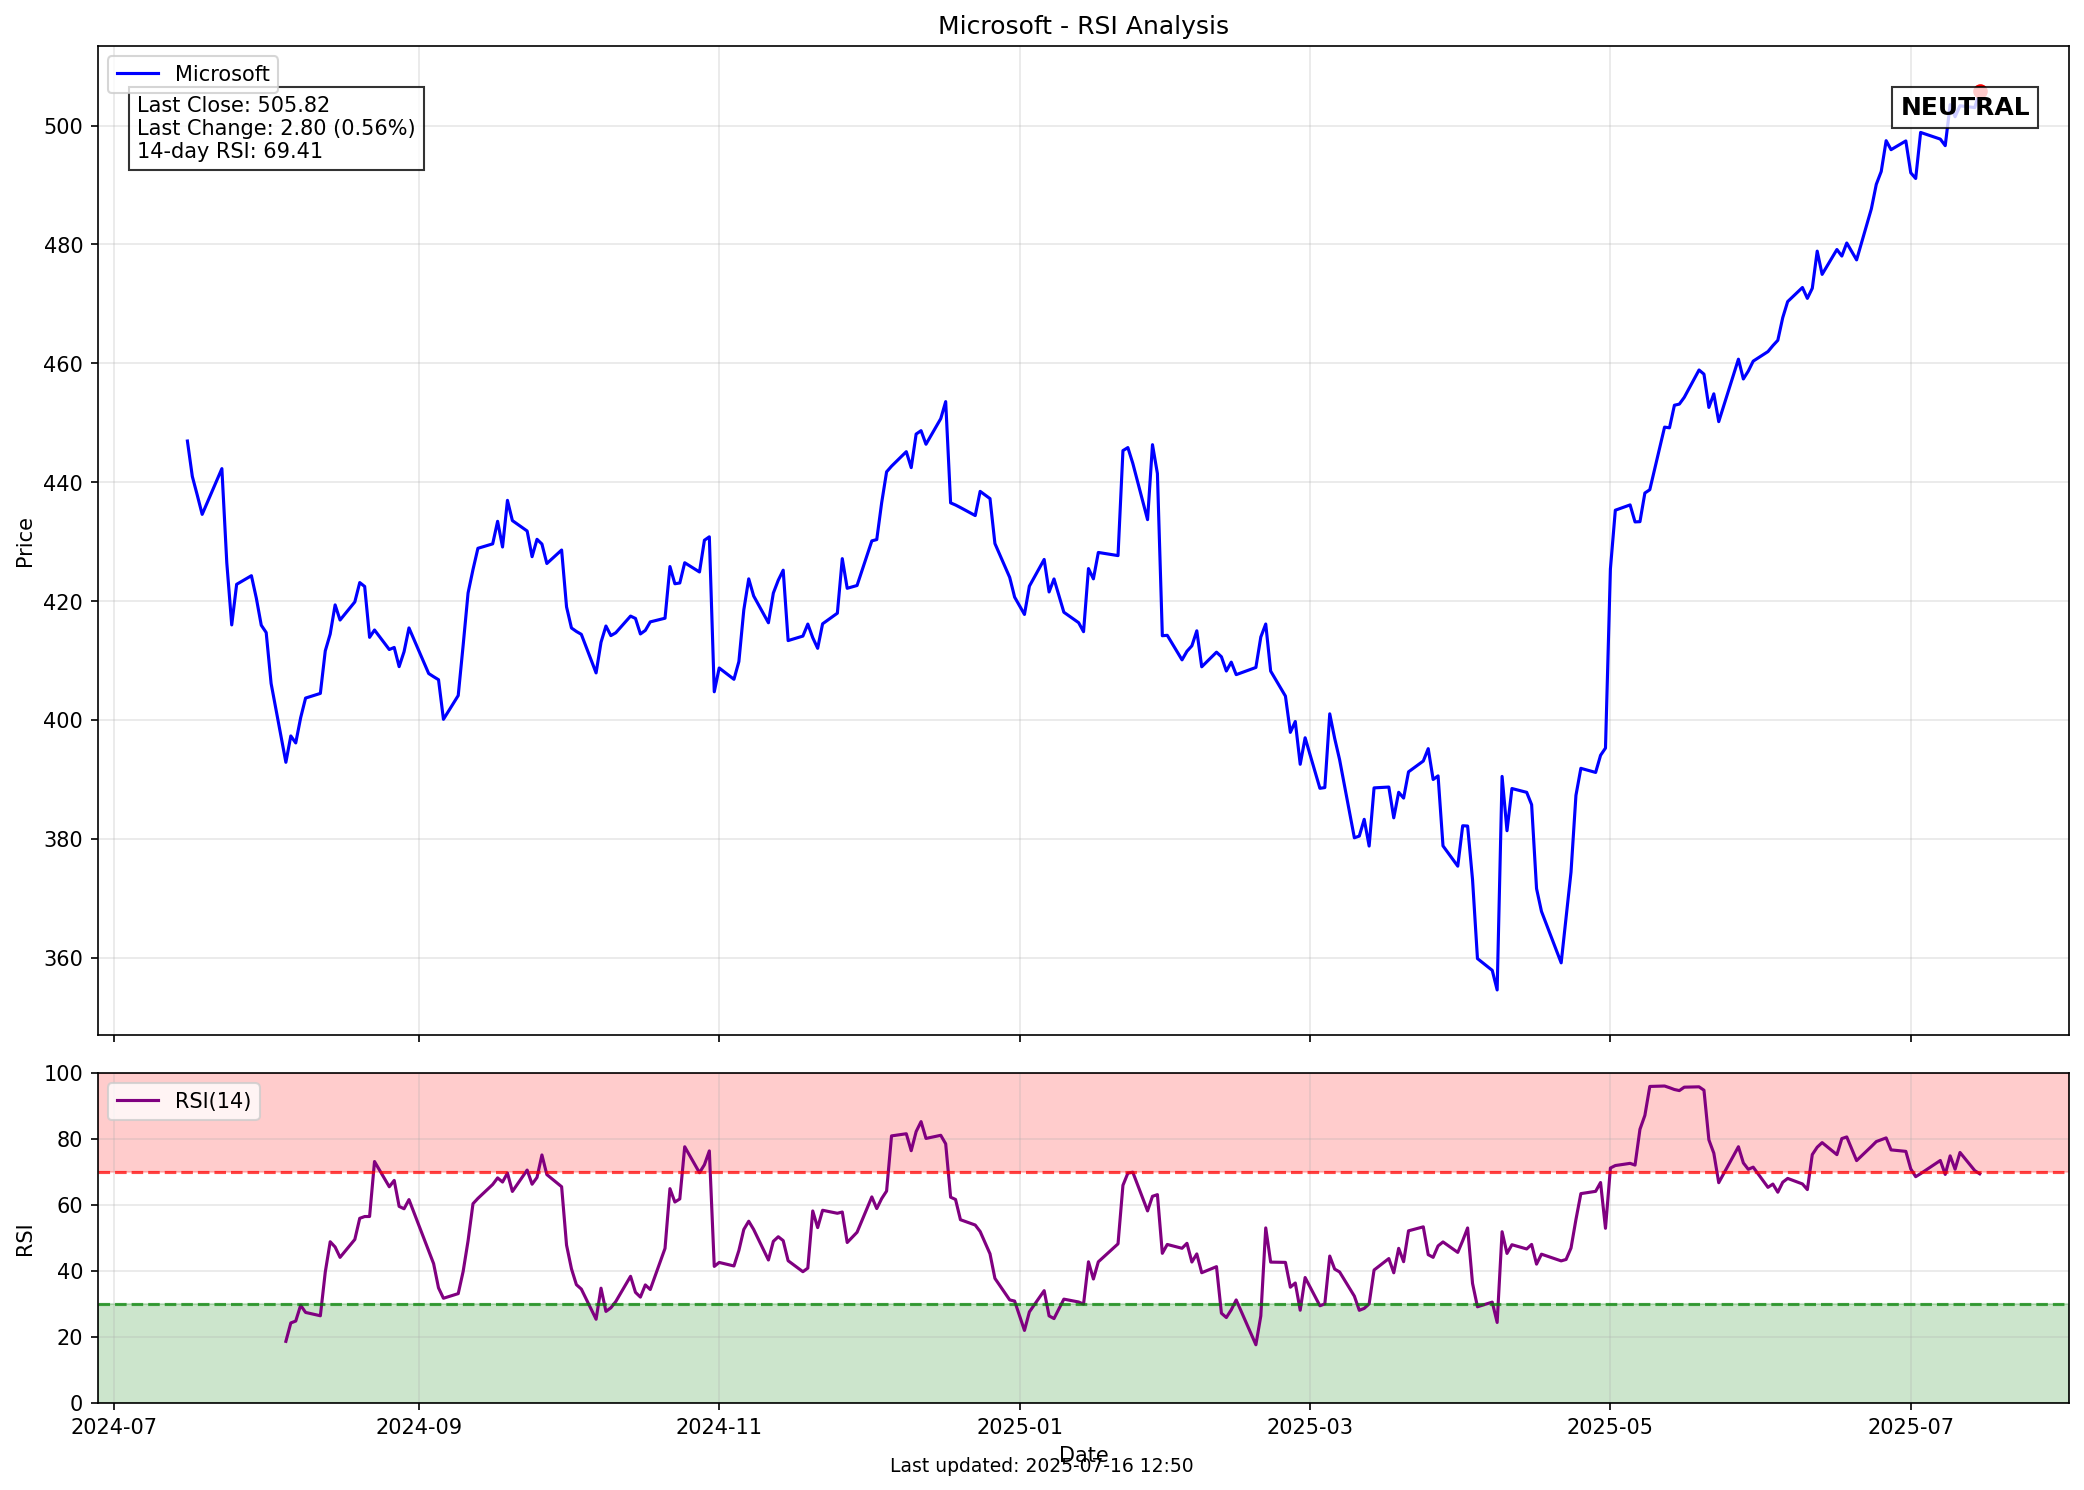 Microsoft - RSI Analysis
Microsoft
Last Close: 505.82
Last Change: 2.80 (0.56%)
14-day RSI: 69.41
NEUTRAL
500
480
460
440
420
400
380
360
Price
RSI(14)
100
80
60
40
20
0
RSI
2024-07
2024-09
2024-11
2025-01
2025-03
2025-05
2025-07
Date
Last updated: 2025-07-16 12:50